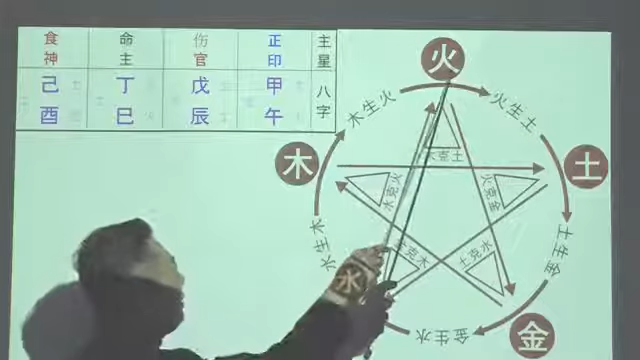 食神 命主 伤官 正印 主星
己 丁 戊 甲 八字
酉 巳 辰 午
火
木生火
火生土
木克土
木
土
水克火
火克金
水生木
土生金
克木
土克水
水
金生水
金